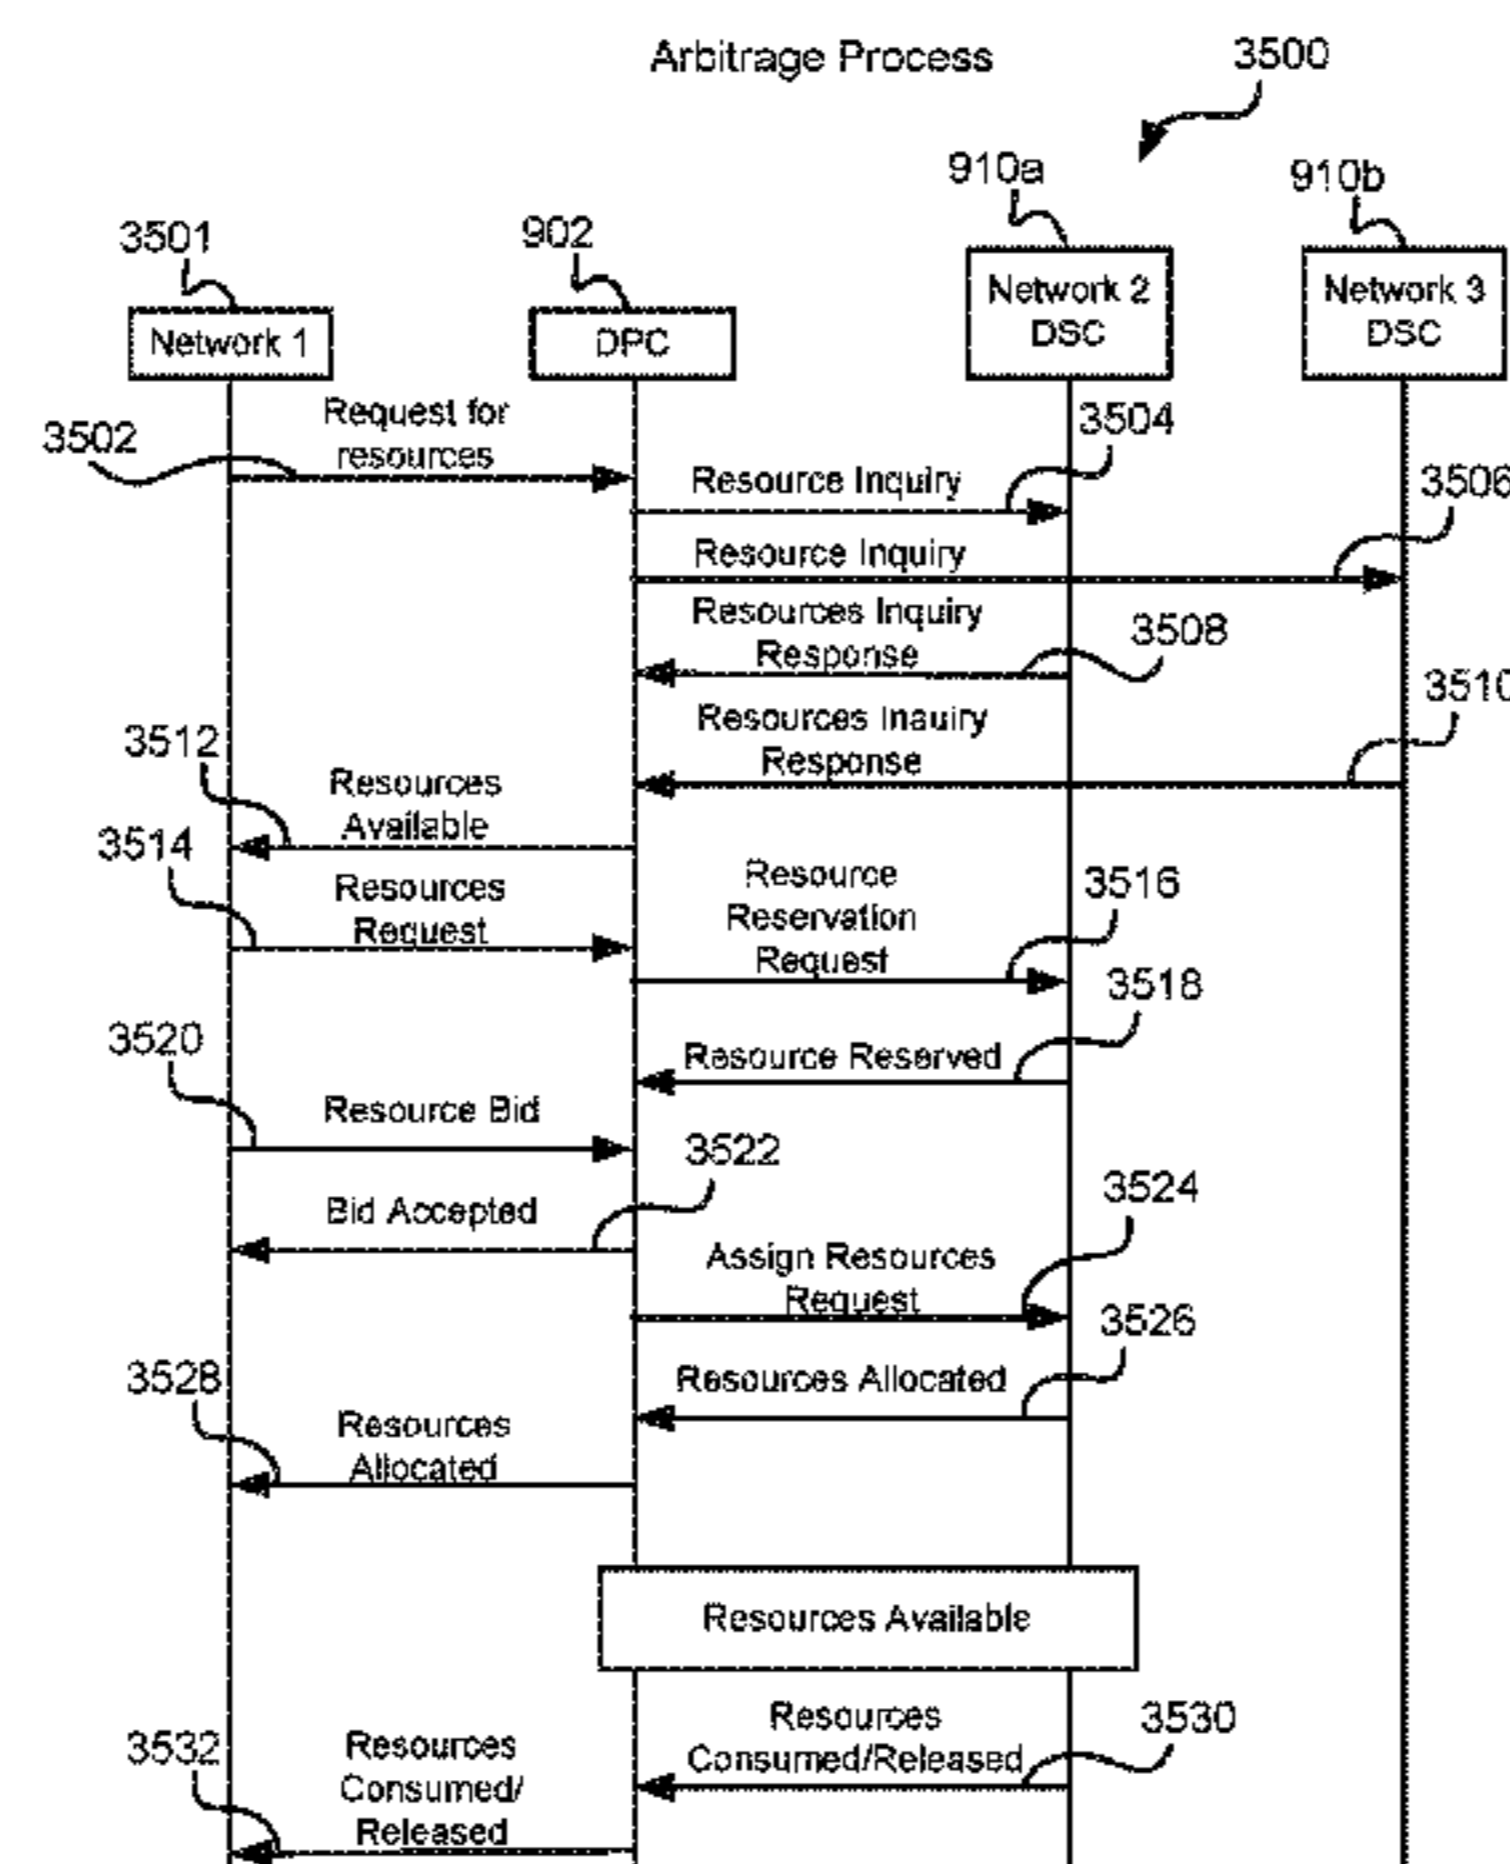 Arbitrage Process
3500
910a
910b
3501
902
Network 1
DPC
Network 2
DSC
Network 3
DSC
Request for
resources
3502
3504
Resource Inquiry
3506
Resource Inquiry
Resources Inquiry
Response
3508
3510
Resources Inquiry
Response
3512
Resources
Available
3514
Resources
Request
Resource
Reservation
Request
3516
3518
Resource Reserved
3520
Resource Bid
3522
Bid Accepted
3524
Assign Resources
Request
3526
Resources Allocated
3528
Resources
Allocated
Resources Available
Resources
Consumed/Released
3530
3532
Resources
Consumed/
Released